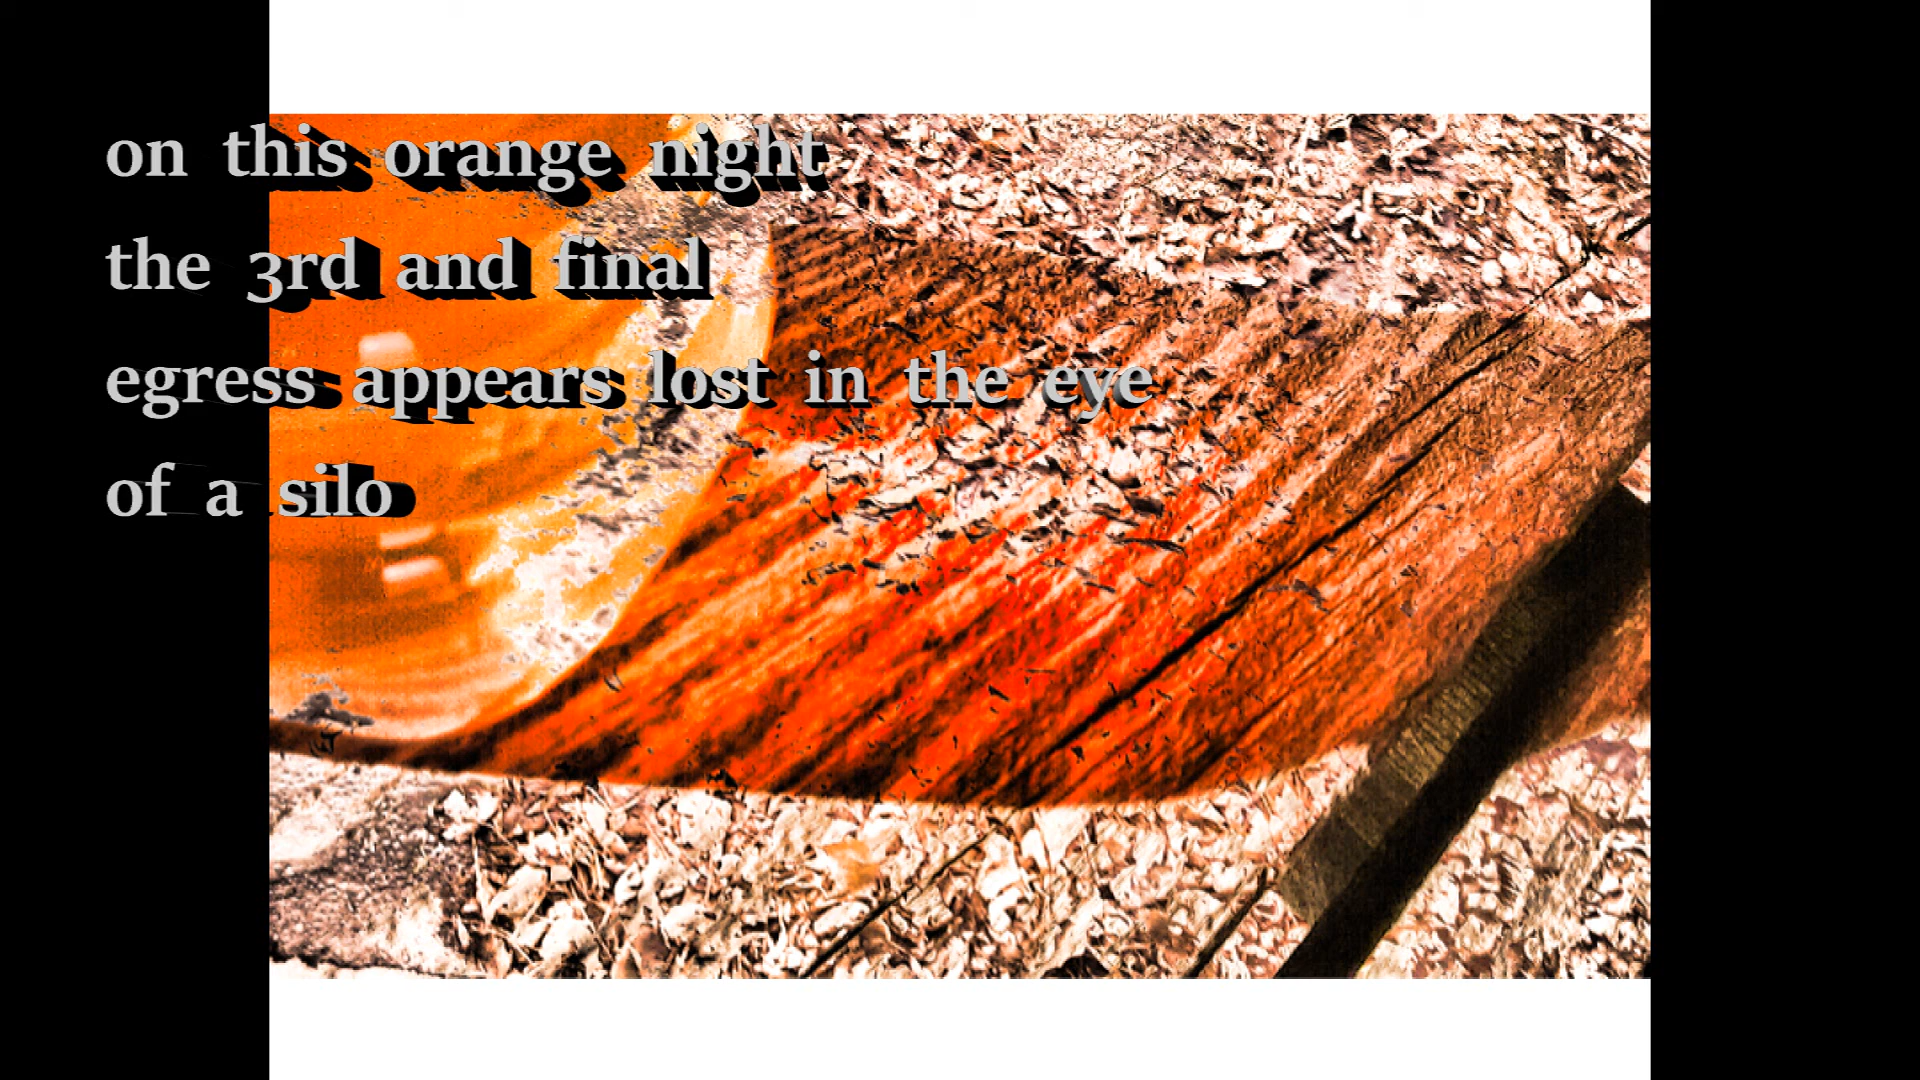 on this orange night
the 3rd and final
egress appears lost in the eye
of a silo